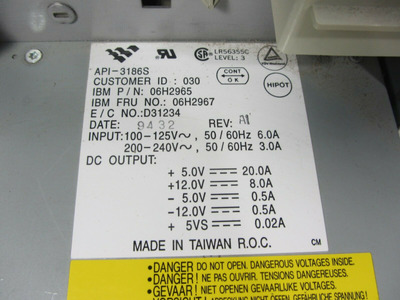 LR56355C
LEVEL: 3
API-3186S
CUSTOMER ID : 030
IBM P / N: 06H2965
IBM FRU NO.: 06H2967
E / C NO.:D31234
DATE: 9432 REV: A1
CONT
OK
HIPOT
INPUT:100-125V~, 50 / 60Hz 6.0A
200-240V~, 50 / 60Hz 3.0A
DC OUTPUT:
+ 5.0V 20.0A
+12.0V 8.0A
- 5.0V 0.5A
-12.0V 0.5A
+ 5VS 0.02A
MADE IN TAIWAN R.O.C. CM
•DANGER DO NOT OPEN. DANGEROUS VOLTAGES INSIDE.
•DANGER! NE PAS OUVRIR. TENSIONS DANGEREUSES.
•GEVAAR! NIET OPENEN. GEVAARLIJKE